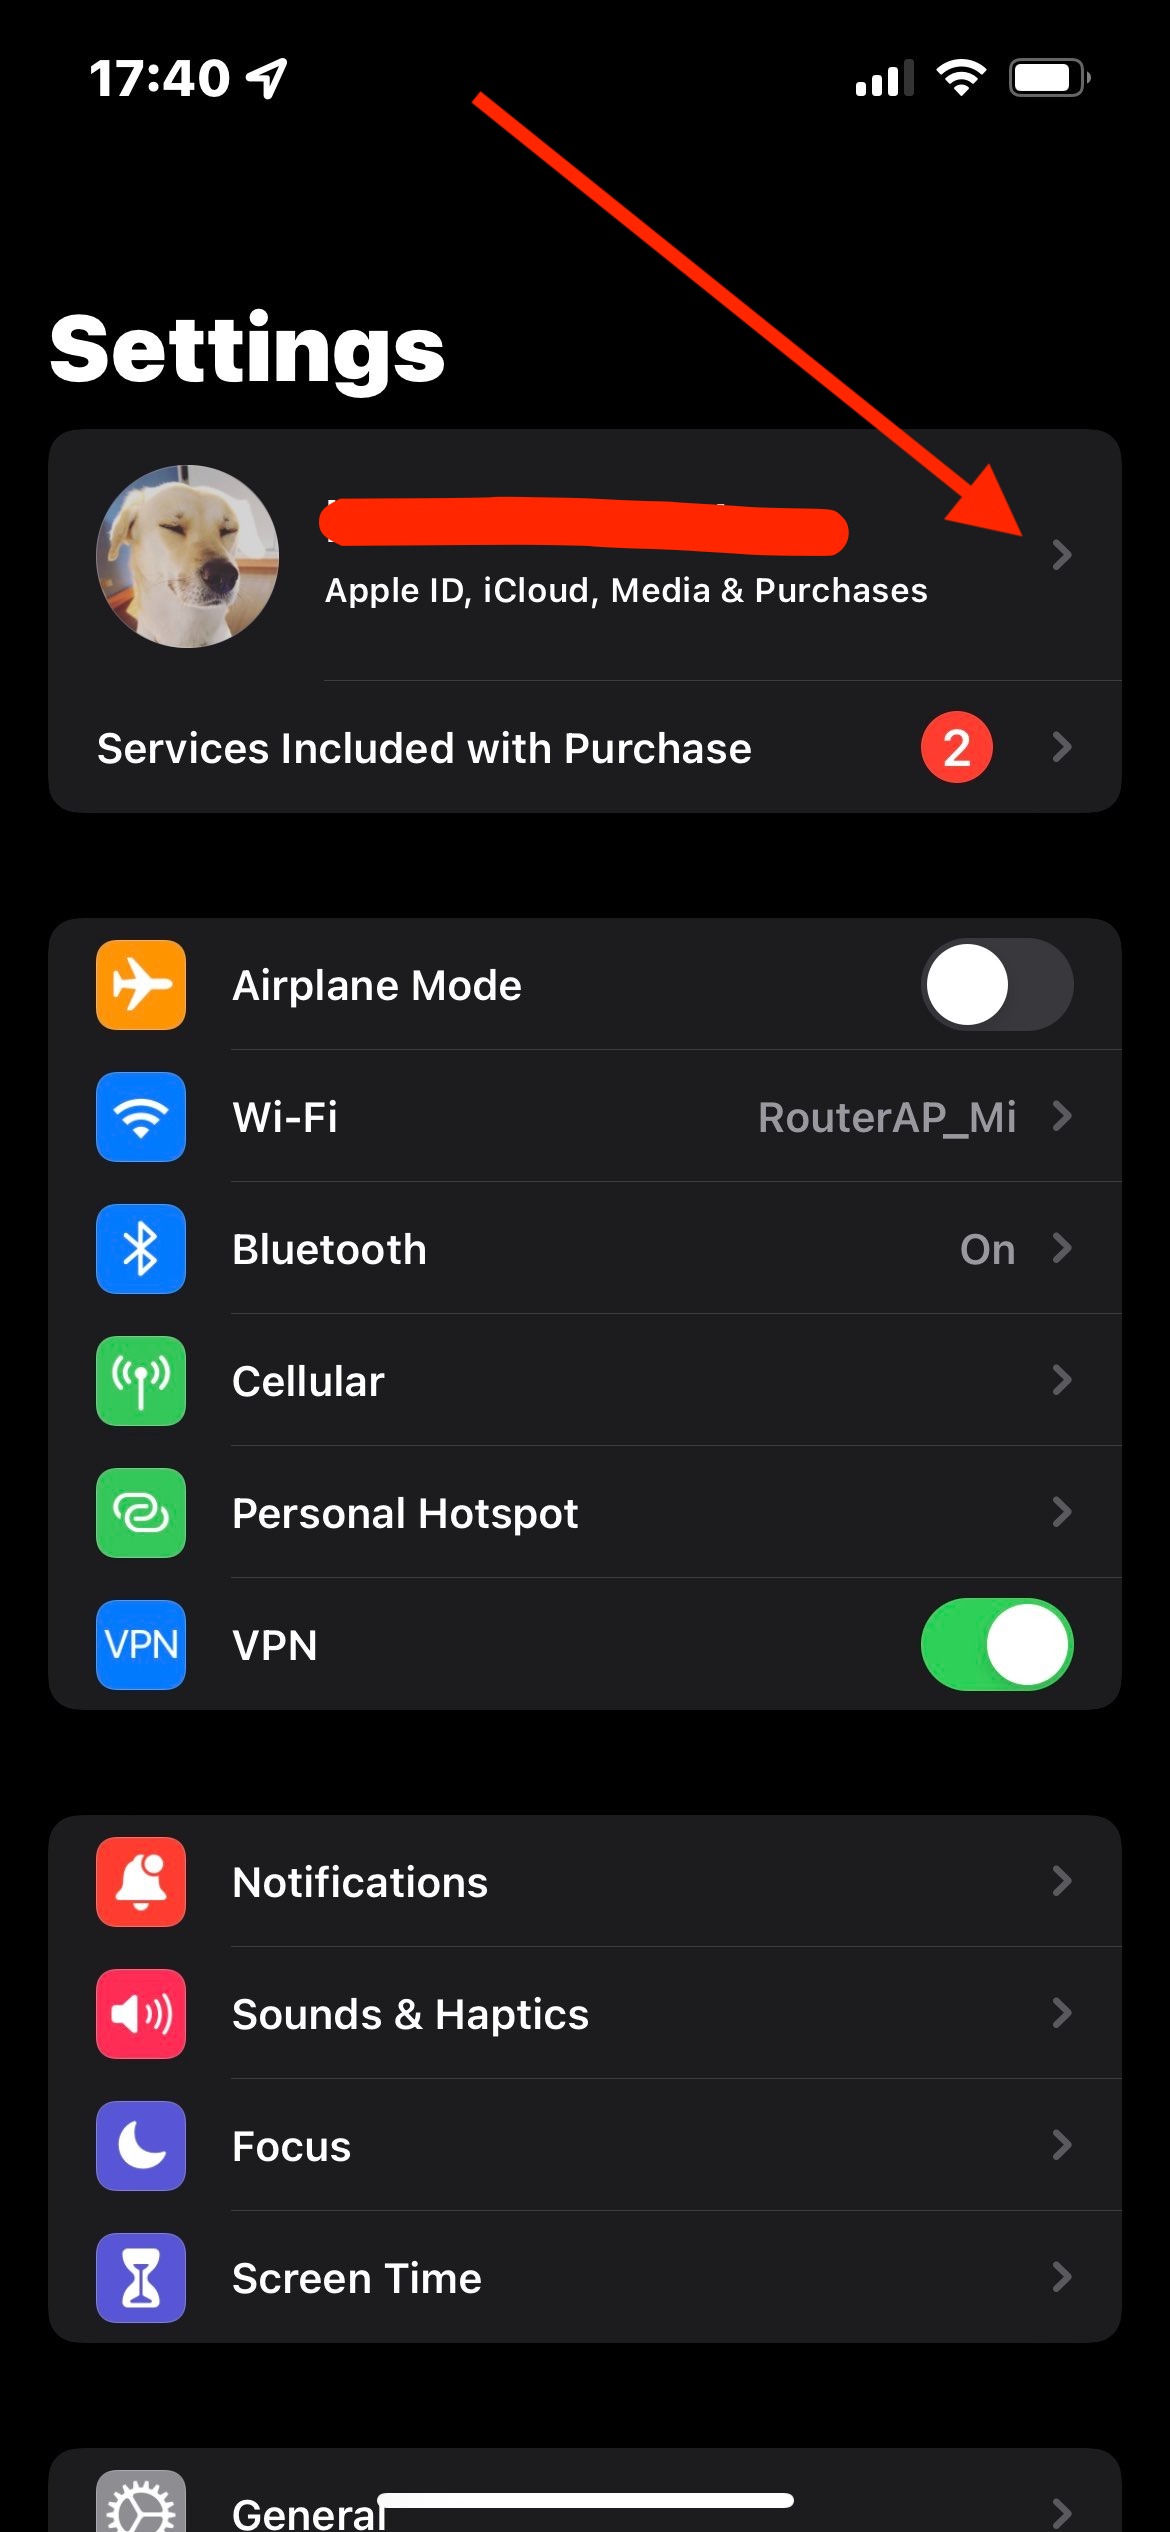 17:40
Settings
Apple ID, iCloud, Media & Purchases
Services Included with Purchase 2
Airplane Mode
Wi-Fi RouterAP_Mi
Bluetooth On
Cellular
Personal Hotspot
VPN VPN
Notifications
Sounds & Haptics
Focus
Screen Time
General